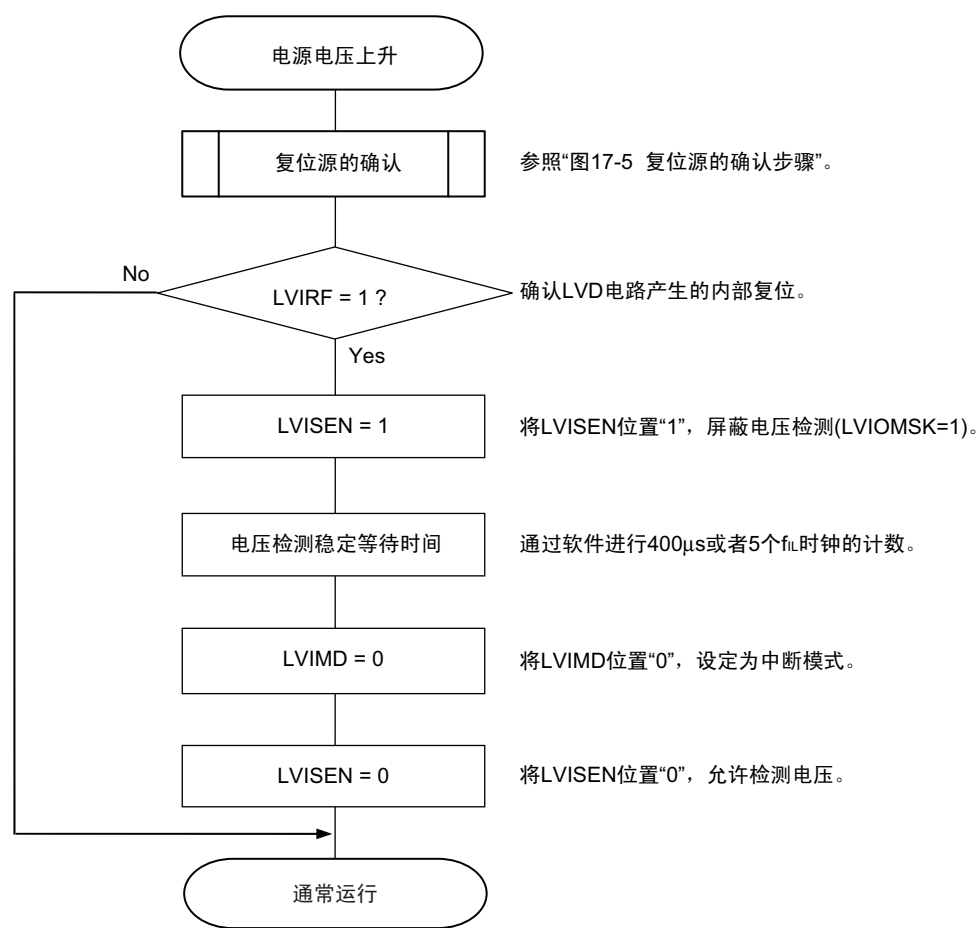 电源电压上升
复位源的确认
参照“图17-5 复位源的确认步骤”。
No
LVIRF = 1 ?
确认LVD电路产生的内部复位。
Yes
LVISEN = 1
将LVISEN位置“1”，屏蔽电压检测(LVIOMSK=1)。
电压检测稳定等待时间
通过软件进行400μs或者5个fIL时钟的计数。
LVIMD = 0
将LVIMD位置“0”，设定为中断模式。
LVISEN = 0
将LVISEN位置“0”，允许检测电压。
通常运行